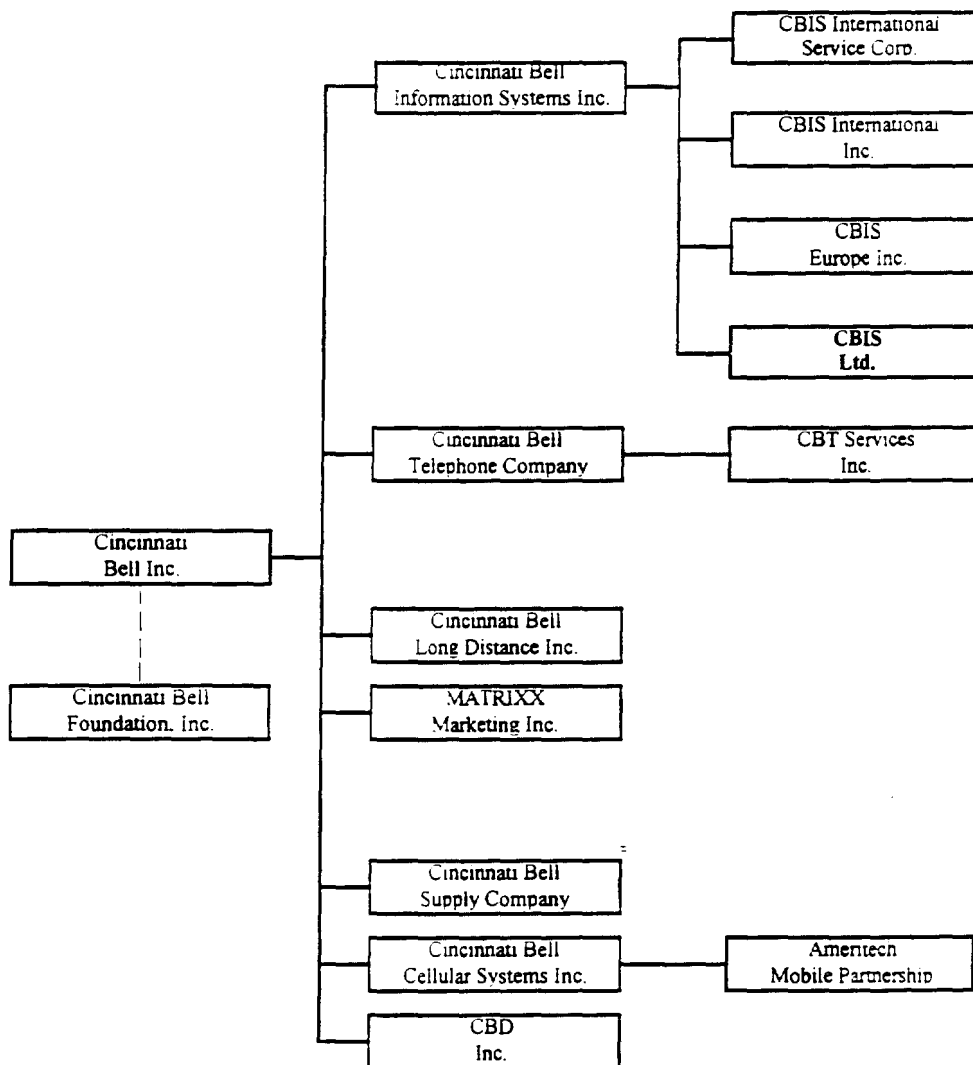 CBIS International
Service Corp.
Cincinnati Bell
Information Systems Inc.
CBIS International
Inc.
CBIS
Europe inc.
CBIS
Ltd.
Cincinnati Bell
Telephone Company
CBT Services
Inc.
Cincinnati
Bell Inc.
Cincinnati Bell
Long Distance Inc.
Cincinnati Bell
Foundation. Inc.
MATRIXX
Marketing Inc.
Cincinnati Bell
Supply Company
Cincinnati Bell
Cellular Systems Inc.
Ameritech
Mobile Partnership
CBD
Inc.